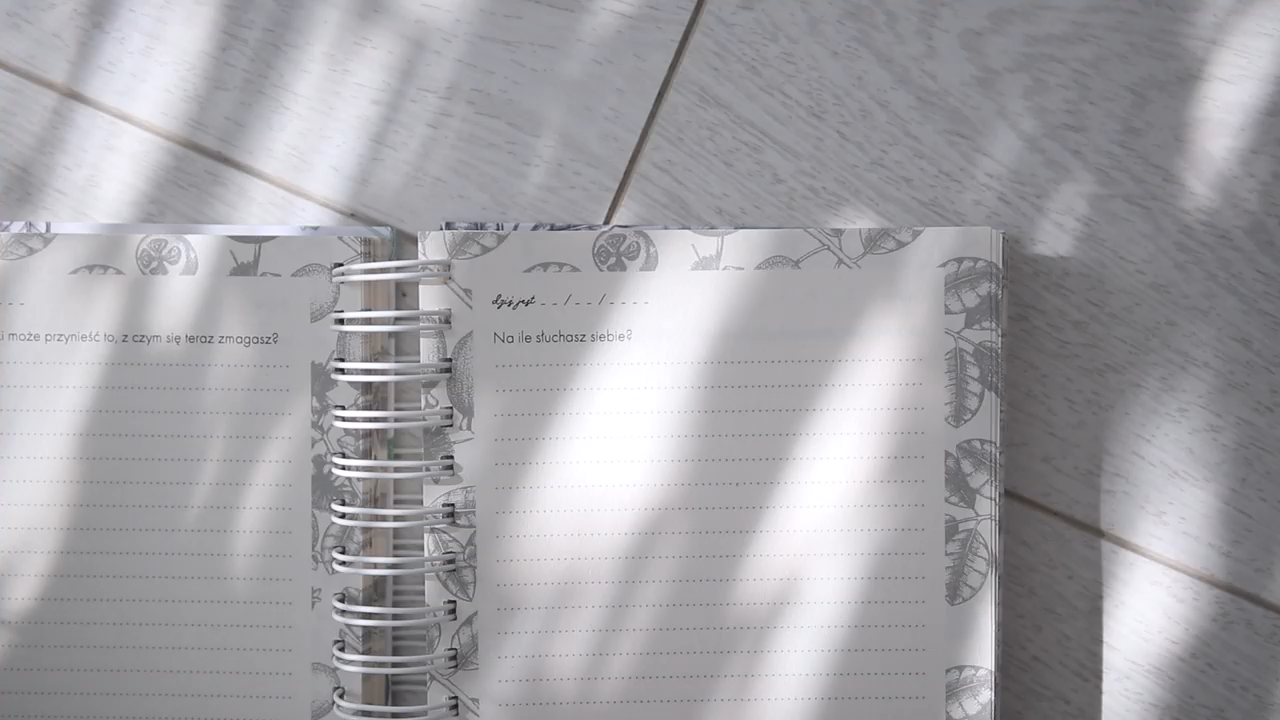 może przynieść to, z czym się teraz zmagasz?
dziś jest _ _ / _ _ / _ _ _ _
Na ile słuchasz siebie?